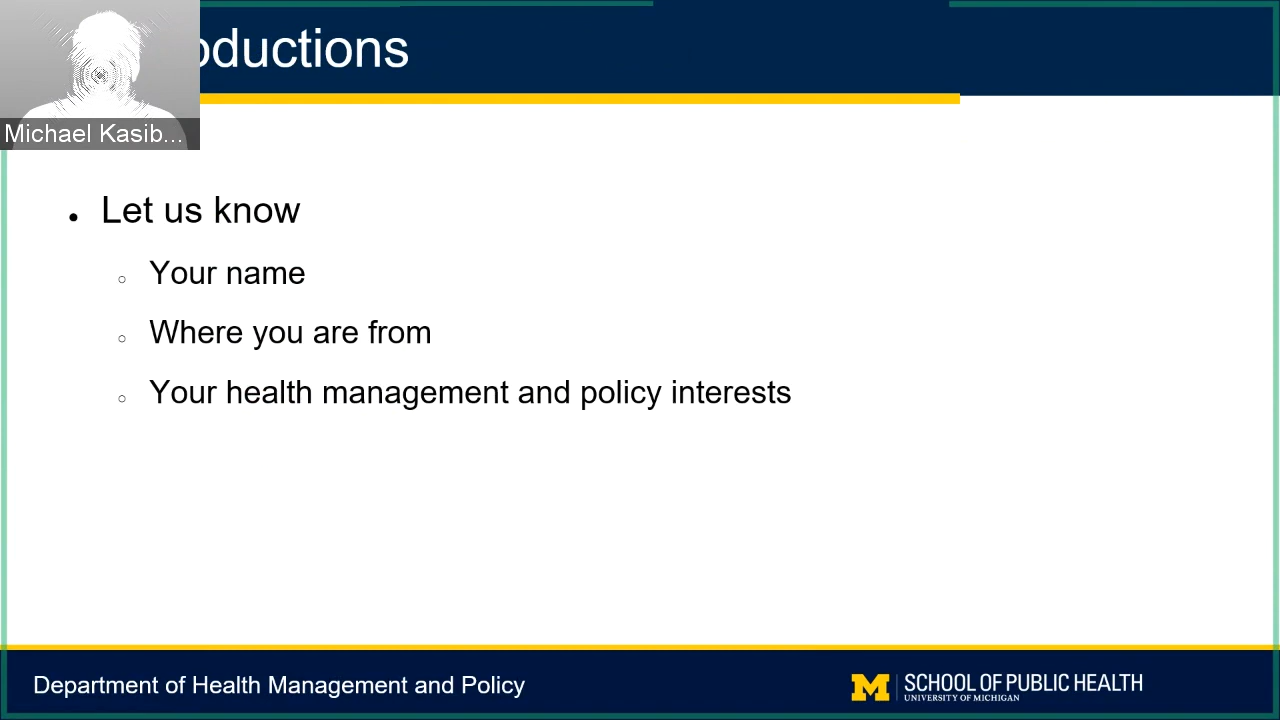 oductions
Michael Kasib...
• Let us know
○ Your name
○ Where you are from
○ Your health management and policy interests
Department of Health Management and Policy
M SCHOOL OF PUBLIC HEALTH
UNIVERSITY OF MICHIGAN